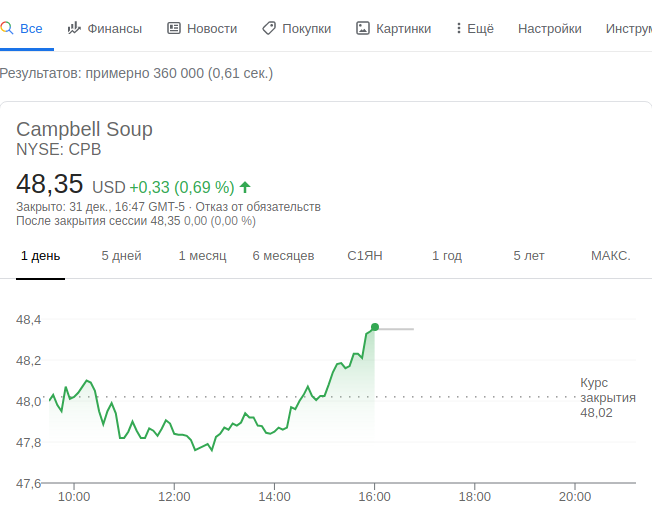 Все Финансы Новости Покупки Картинки Ещё Настройки Инструм
Результатов: примерно 360 000 (0,61 сек.)
Campbell Soup
NYSE: CPB
48,35 USD +0,33 (0,69 %)
Закрыто: 31 дек., 16:47 GMT-5 · Отказ от обязательств
После закрытия сессии 48,35 0,00 (0,00 %)
1 день 5 дней 1 месяц 6 месяцев С1ЯН 1 год 5 лет МАКС.
48,4
48,2
48,0
47,8
47,6
Курс
закрытия
48,02
10:00 12:00 14:00 16:00 18:00 20:00